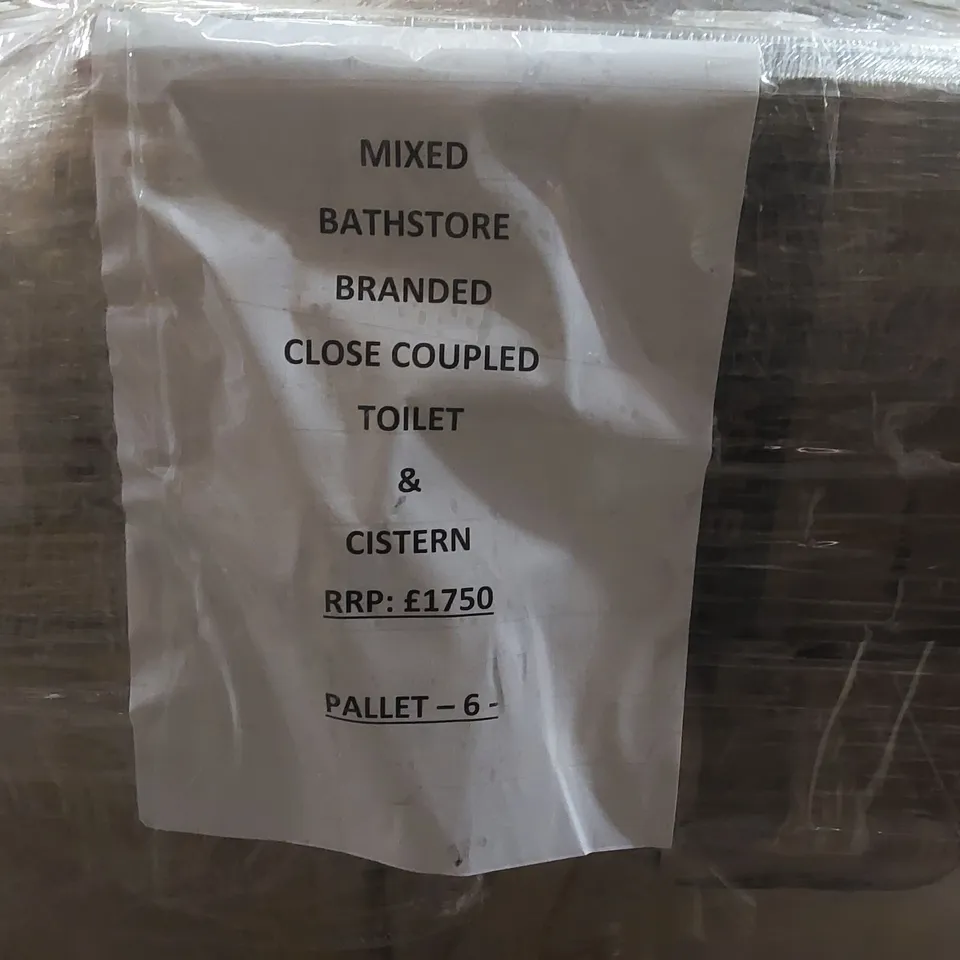 MIXED
BATHSTORE
BRANDED
CLOSE COUPLED
TOILET
&
CISTERN
RRP: £1750
PALLET – 6 -